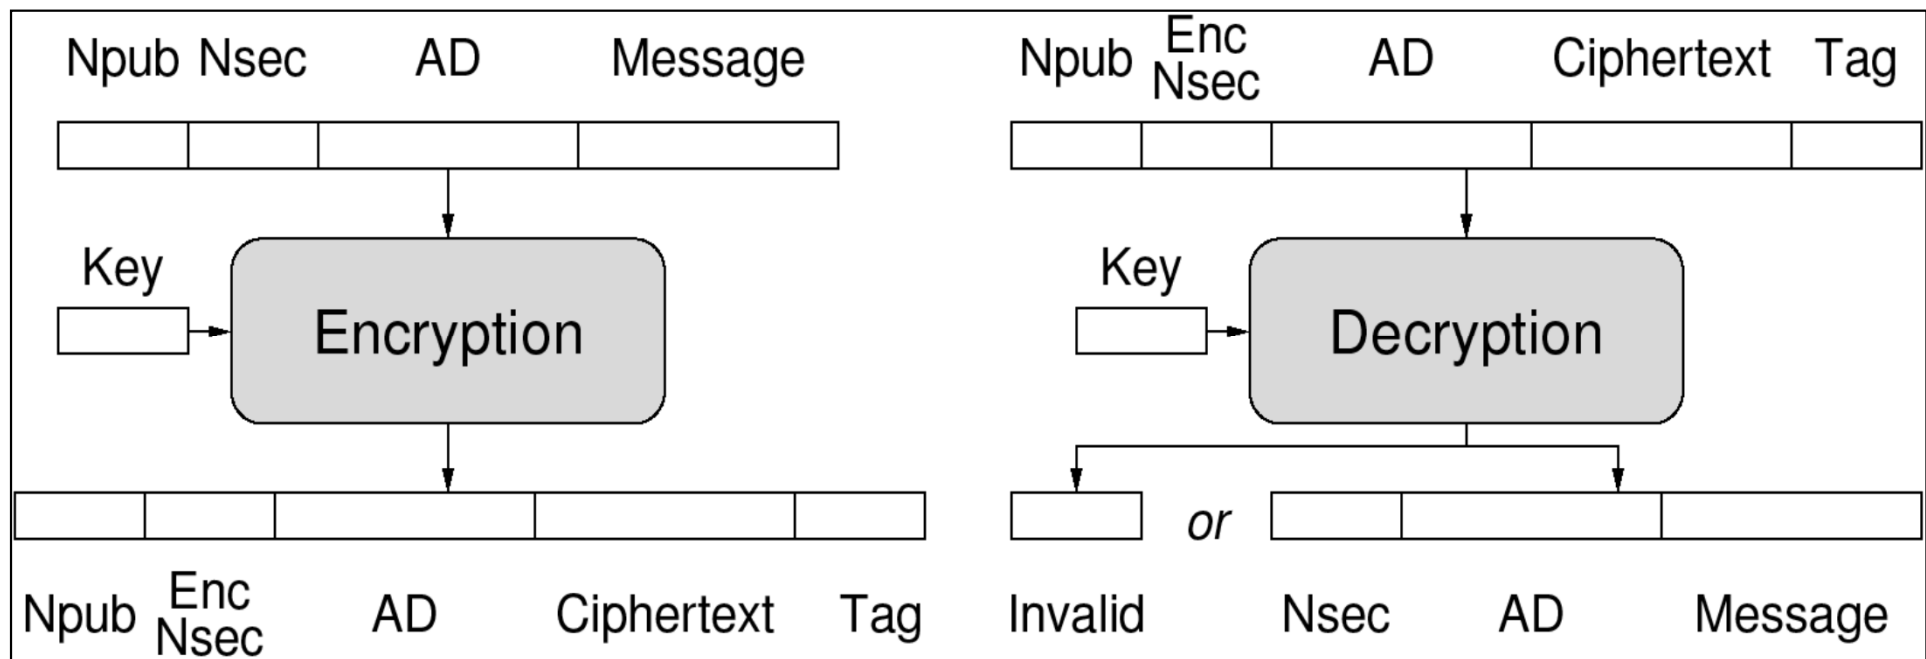 Npub Nsec AD Message
Key
Encryption
Npub Enc Nsec AD Ciphertext Tag
Npub Enc Nsec AD Ciphertext Tag
Key
Decryption
or
Invalid Nsec AD Message